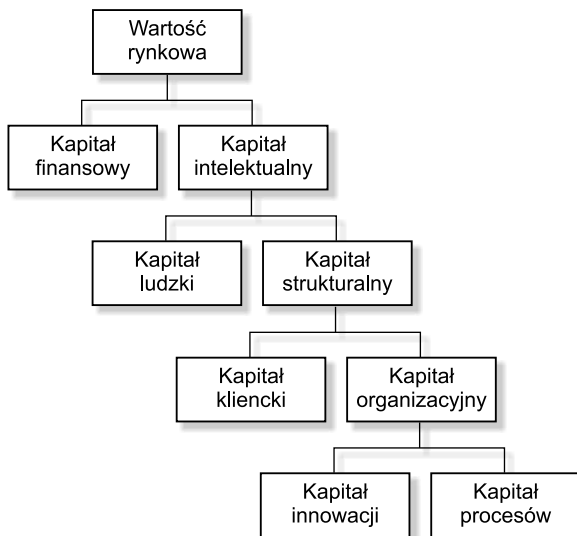 Wartość
rynkowa
Kapitał
finansowy
Kapitał
intelektualny
Kapitał
ludzki
Kapitał
strukturalny
Kapitał
kliencki
Kapitał
organizacyjny
Kapitał
innowacji
Kapitał
procesów